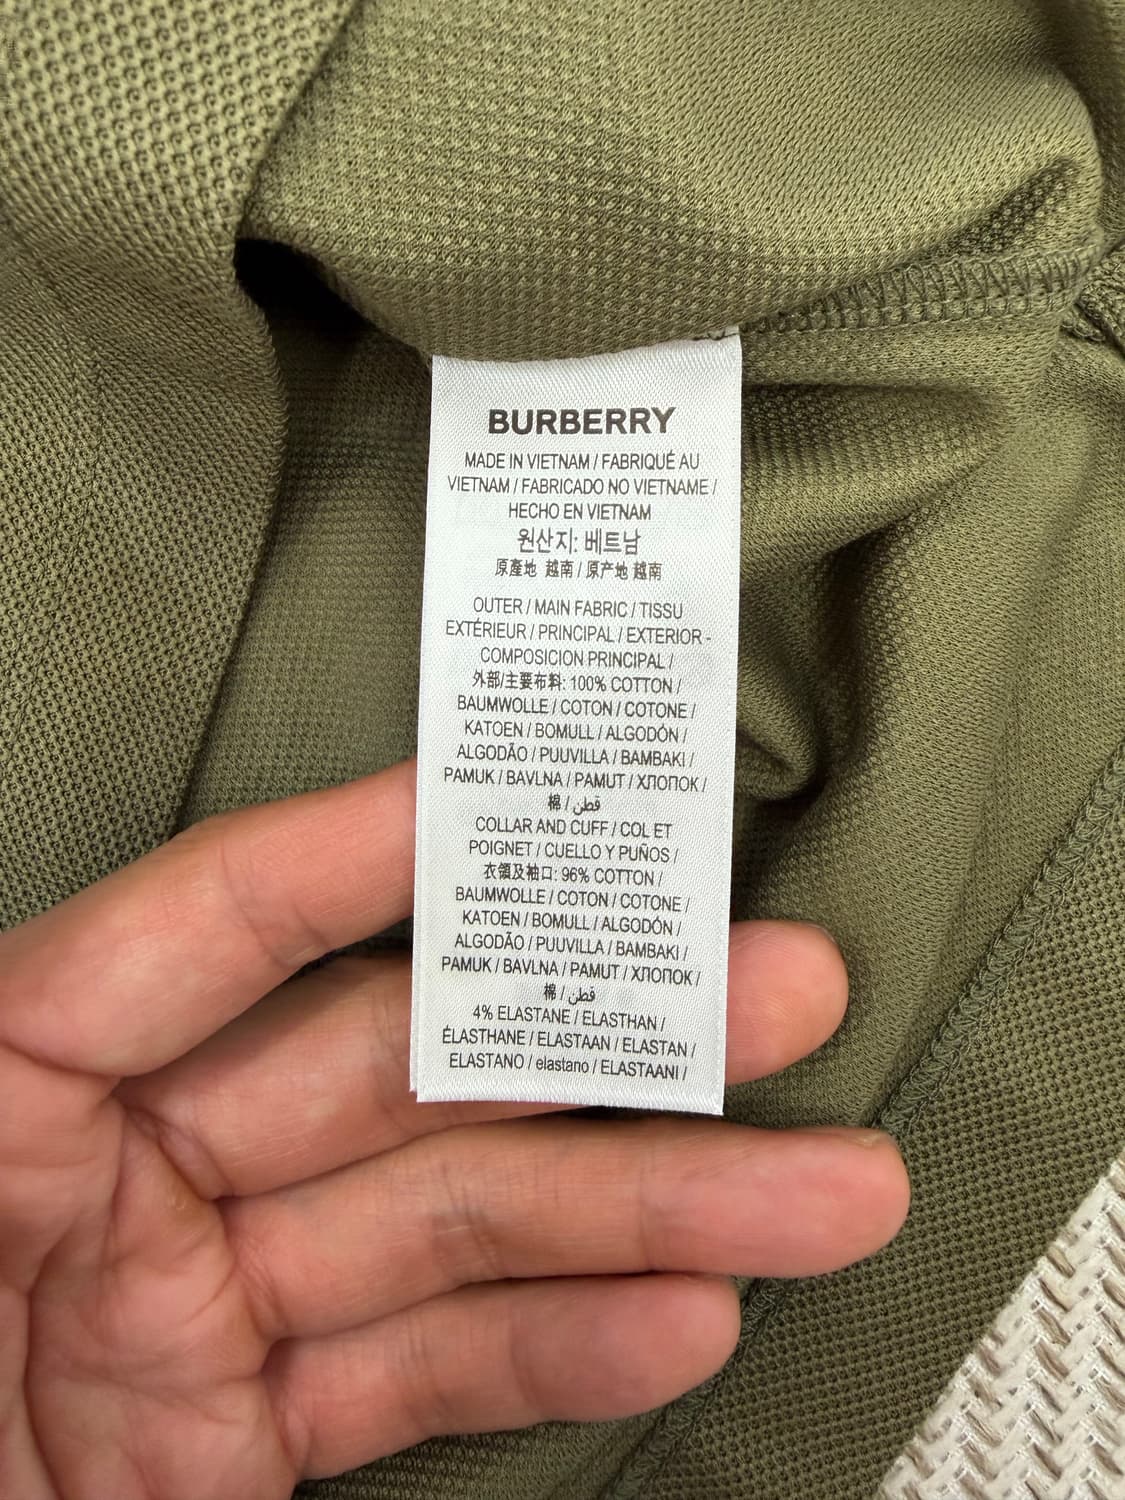 BURBERRY
MADE IN VIETNAM / FABRIQUÉ AU
VIETNAM / FABRICADO NO VIETNAME /
HECHO EN VIETNAM
원산지: 베트남
原產地 越南 / 原产地 越南
OUTER / MAIN FABRIC / TISSU
EXTÉRIEUR / PRINCIPAL / EXTERIOR -
COMPOSICION PRINCIPAL /
外部/主要布料: 100% COTTON /
BAUMWOLLE / COTON / COTONE /
KATOEN / BOMULL / ALGODÓN /
ALGODÃO / PUUVILLA / BAMBAKI /
PAMUK / BAVLNA / PAMUT / ХЛОПОК /
棉 / قطن
COLLAR AND CUFF / COL ET
POIGNET / CUELLO Y PUÑOS /
衣領及袖口: 96% COTTON /
BAUMWOLLE / COTON / COTONE /
KATOEN / BOMULL / ALGODÓN /
ALGODÃO / PUUVILLA / BAMBAKI /
PAMUK / BAVLNA / PAMUT / ХЛОПОК /
棉 / قطن
4% ELASTANE / ELASTHAN /
ÉLASTHANE / ELASTAAN / ELASTAN /
ELASTANO / elastano / ELASTAANI /